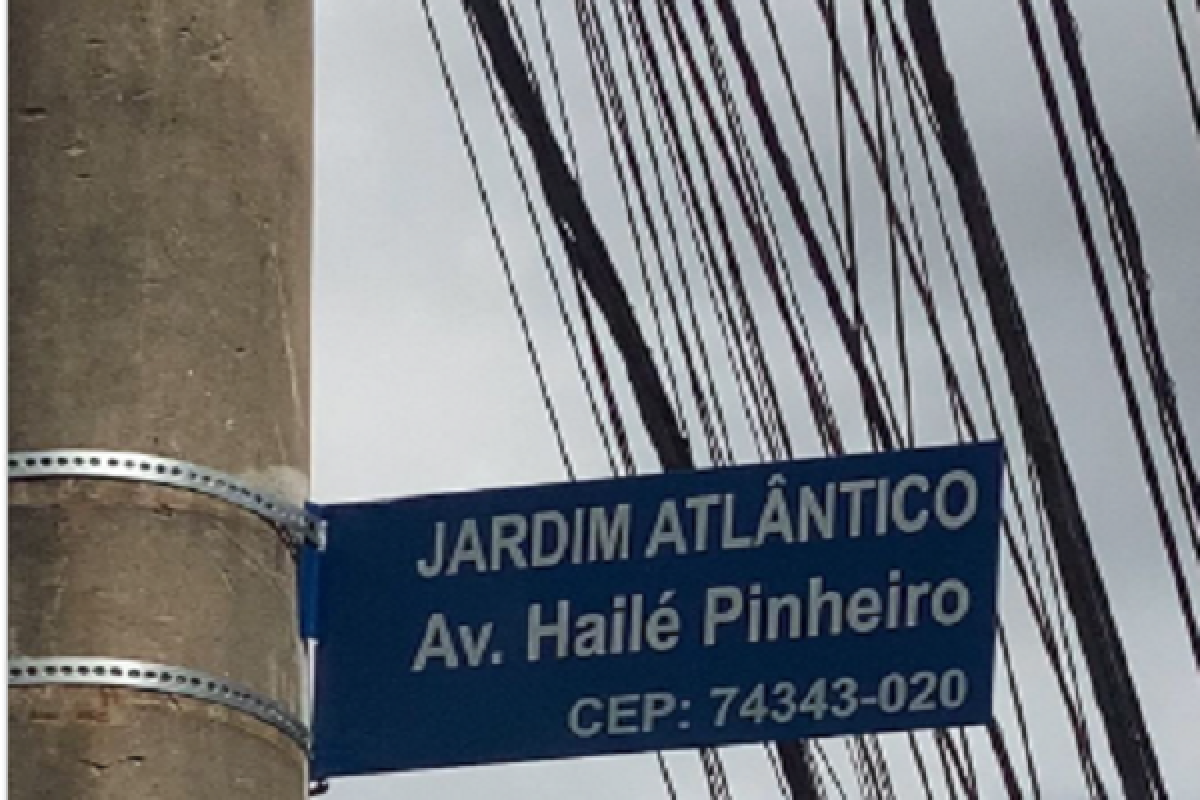 JARDIM ATLÂNTICO
Av. Hailé Pinheiro
CEP: 74343-020